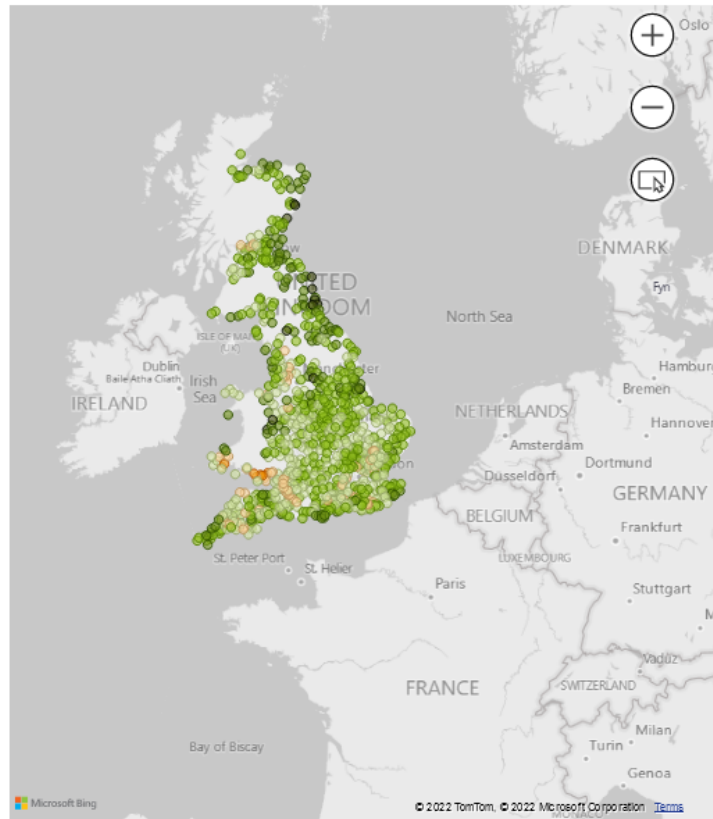 Oslo
DENMARK
Fyn
North Sea
ISLE OF MAN
(UK)
Dublin
Baile Átha Cliath
Irish
Sea
IRELAND
Hamburg
Bremen
NETHERLANDS
Hannover
Amsterdam
Düsseldorf
Dortmund
GERMANY
BELGIUM
Frankfurt
LUXEMBOURG
St. Peter Port
St. Helier
Paris
Stuttgart
Vaduz
FRANCE
SWITZERLAND
Bay of Biscay
Milan
Turin
Genoa
Microsoft Bing
© 2022 TomTom, © 2022 Microsoft Corporation Terms
MONACO